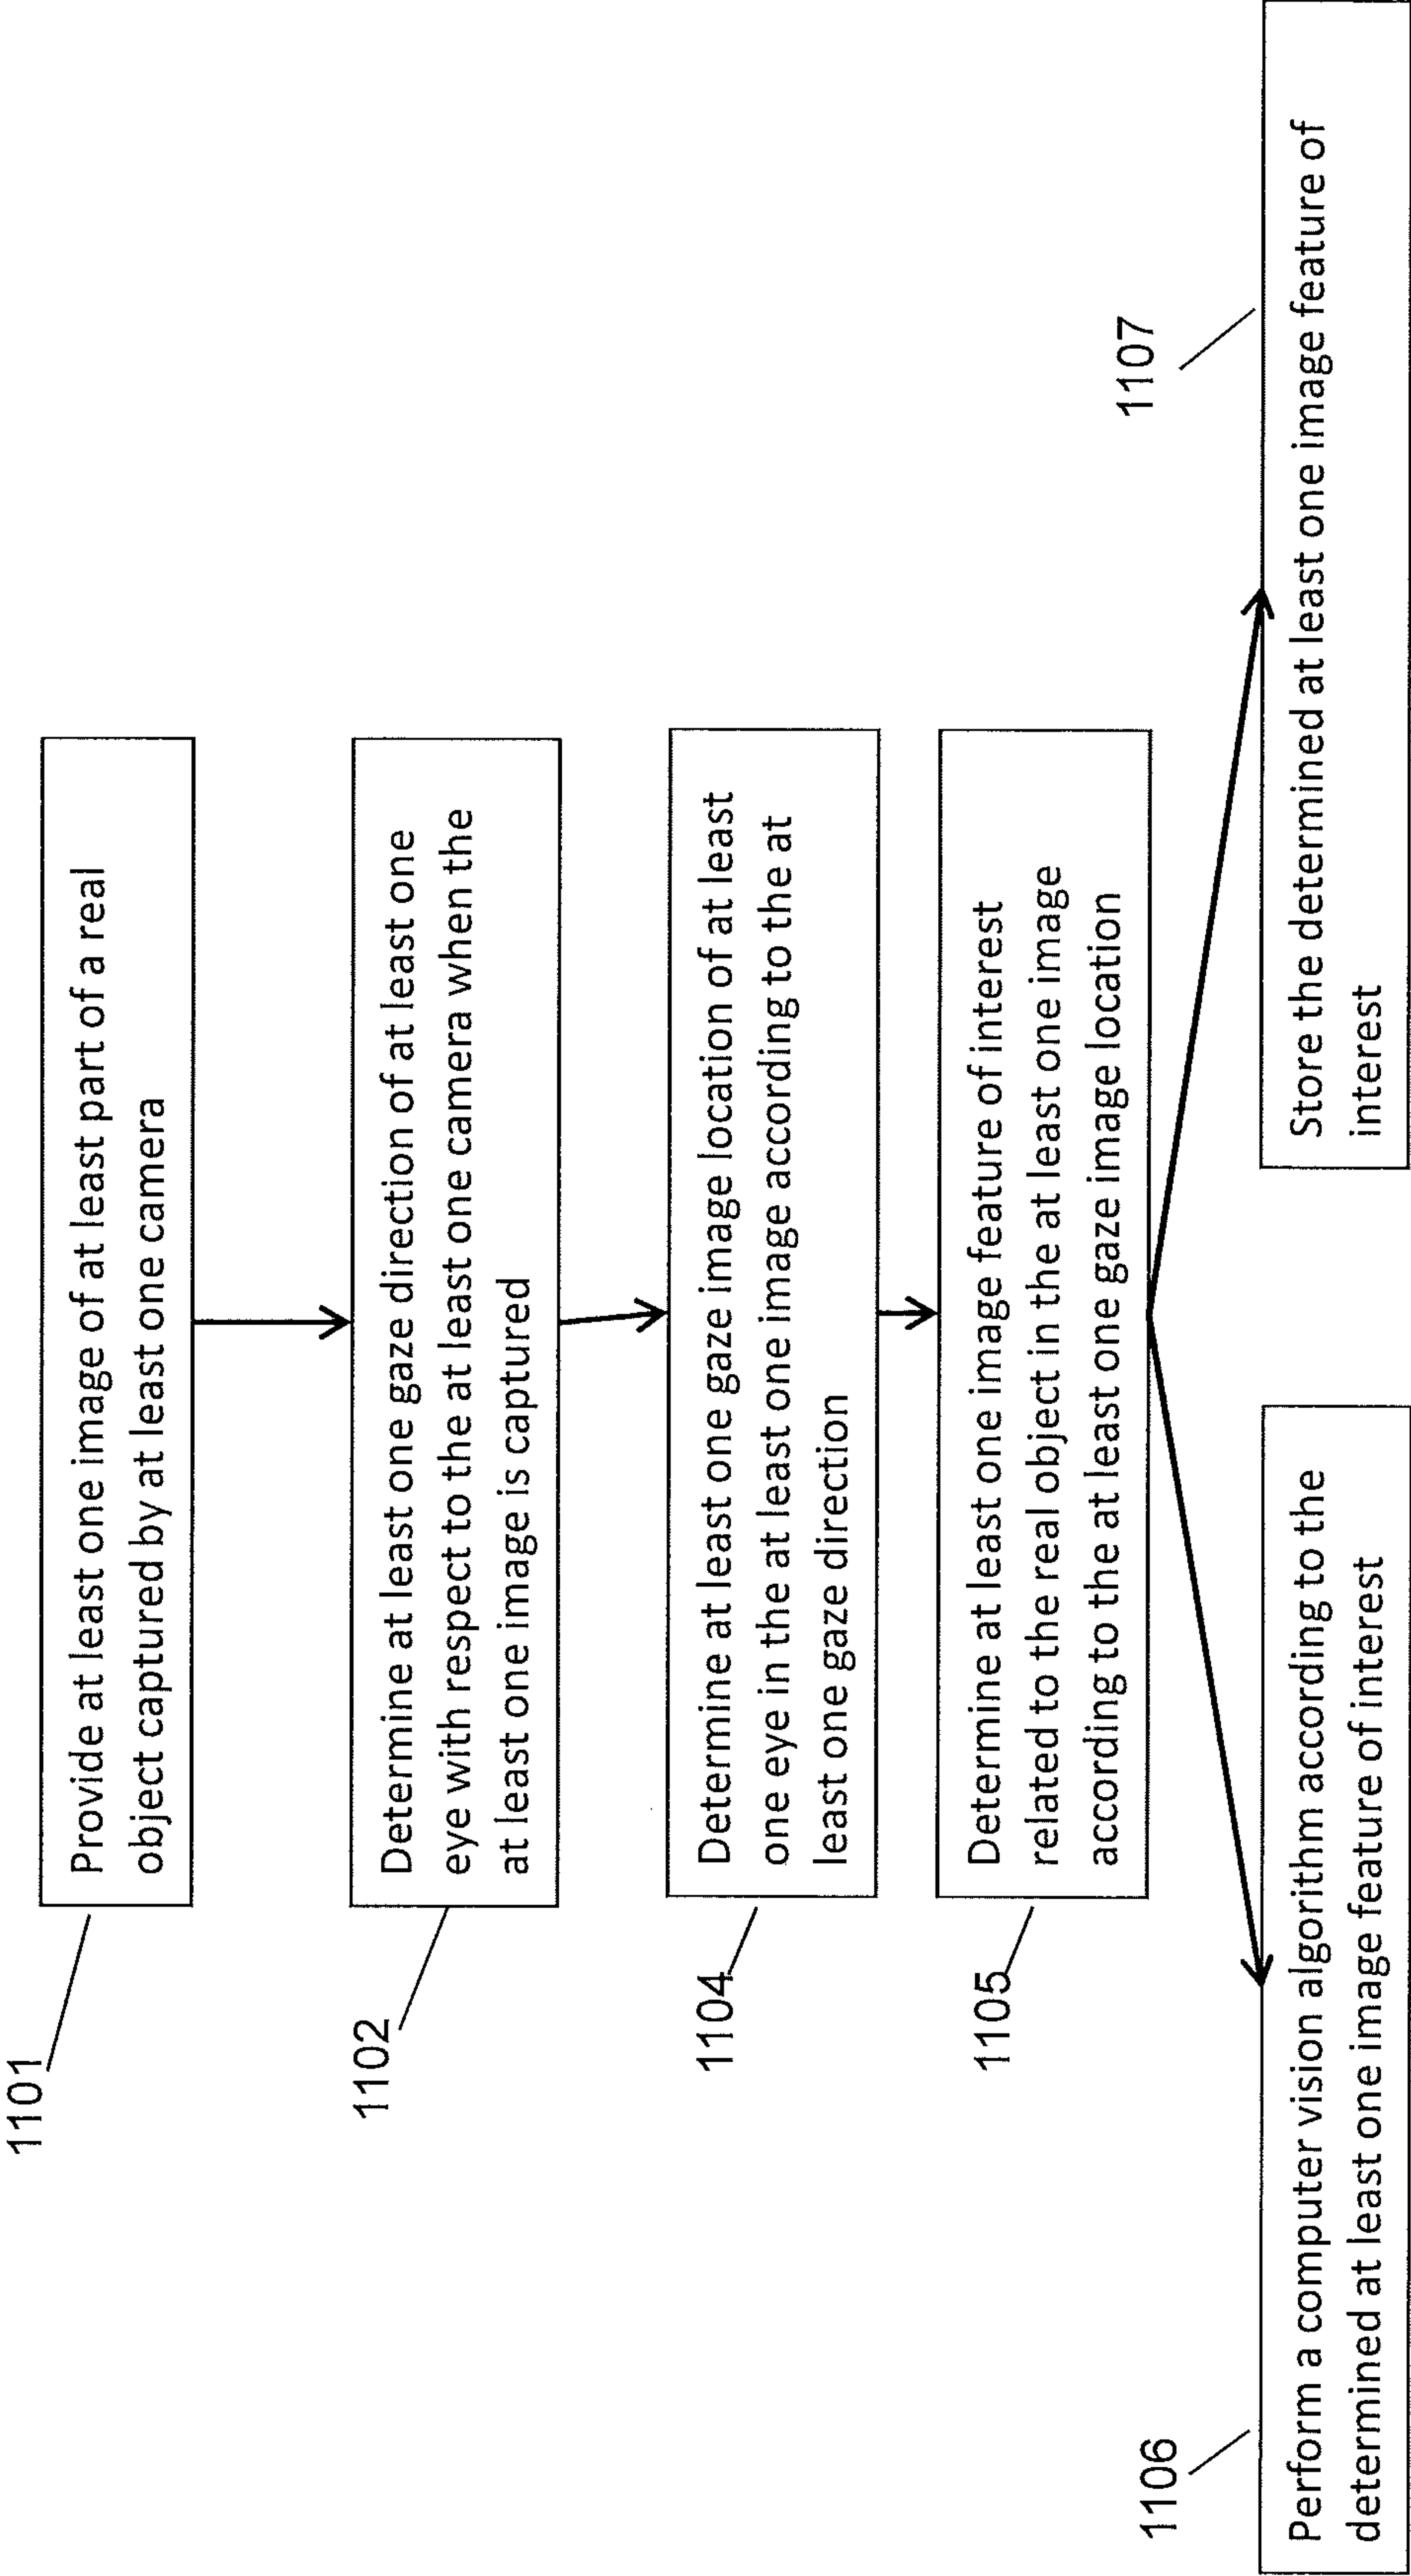 1101
Provide at least one image of at least part of a real
object captured by at least one camera
1102
Determine at least one gaze direction of at least one
eye with respect to the at least one camera when the
at least one image is captured
1104
Determine at least one gaze image location of at least
one eye in the at least one image according to the at
least one gaze direction
1105
Determine at least one image feature of interest
related to the real object in the at least one image
according to the at least one gaze image location
1106
Perform a computer vision algorithm according to the
determined at least one image feature of interest
1107
Store the determined at least one image feature of
interest